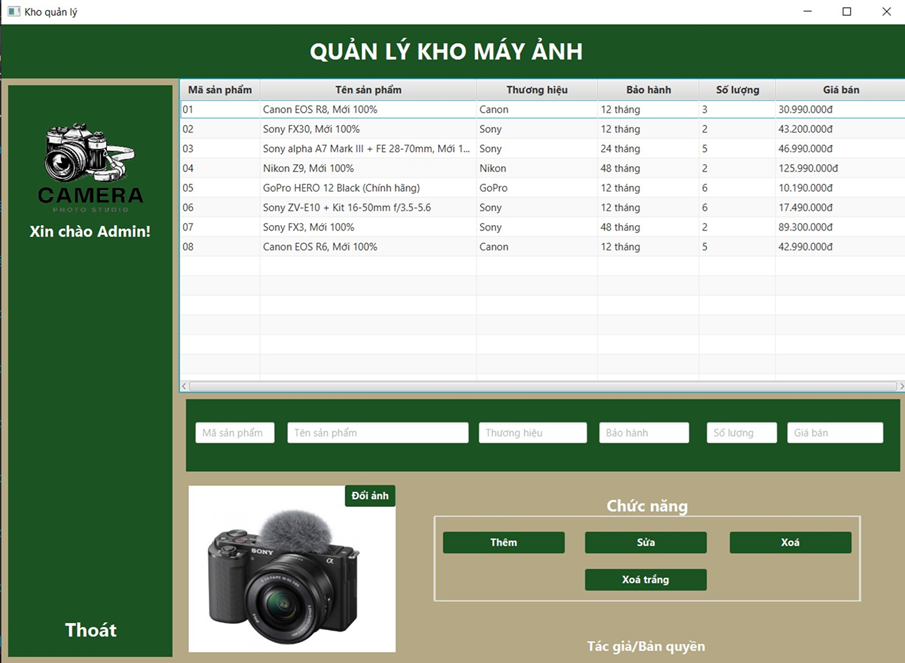 Kho quản lý
QUẢN LÝ KHO MÁY ẢNH
CAMERA
PHOTO STUDIO
Xin chào Admin!
Thoát
Mã sản phẩm Tên sản phẩm Thương hiệu Bảo hành Số lượng Giá bán
01 Canon EOS R8, Mới 100% Canon 12 tháng 3 30.990.000đ
02 Sony FX30, Mới 100% Sony 12 tháng 2 43.200.000đ
03 Sony alpha A7 Mark III + FE 28-70mm, Mới 1... Sony 24 tháng 5 46.990.000đ
04 Nikon Z9, Mới 100% Nikon 48 tháng 2 125.990.000đ
05 GoPro HERO 12 Black (Chính hãng) GoPro 12 tháng 6 10.190.000đ
06 Sony ZV-E10 + Kit 16-50mm f/3.5-5.6 Sony 12 tháng 6 17.490.000đ
07 Sony FX3, Mới 100% Sony 48 tháng 2 89.300.000đ
08 Canon EOS R6, Mới 100% Canon 12 tháng 5 42.990.000đ
Mã sản phẩm Tên sản phẩm Thương hiệu Bảo hành Số lượng Giá bán
Đổi ảnh
SONY
α
Chức năng
Thêm Sửa Xoá
Xoá trắng
Tác giả/Bản quyền